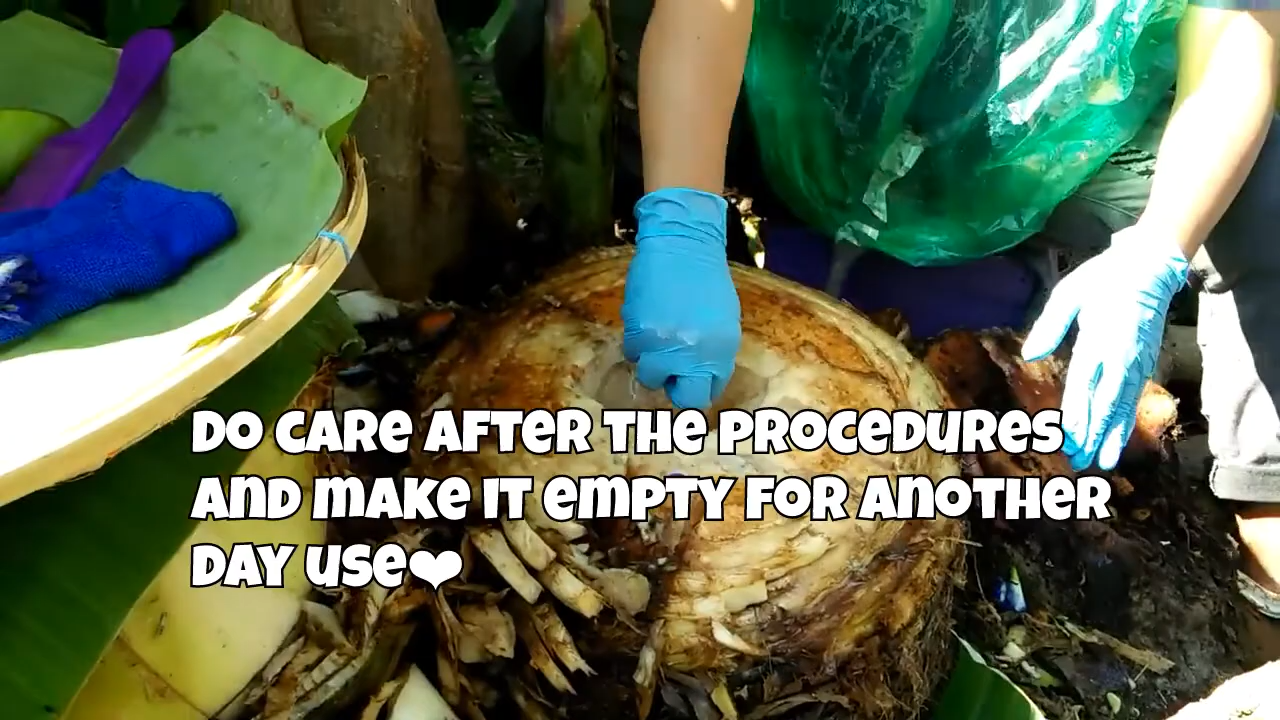 DO CARE AFTER THE PROCEDURES
AND MAKE IT EMPTY FOR ANOTHER
DAY USE❤